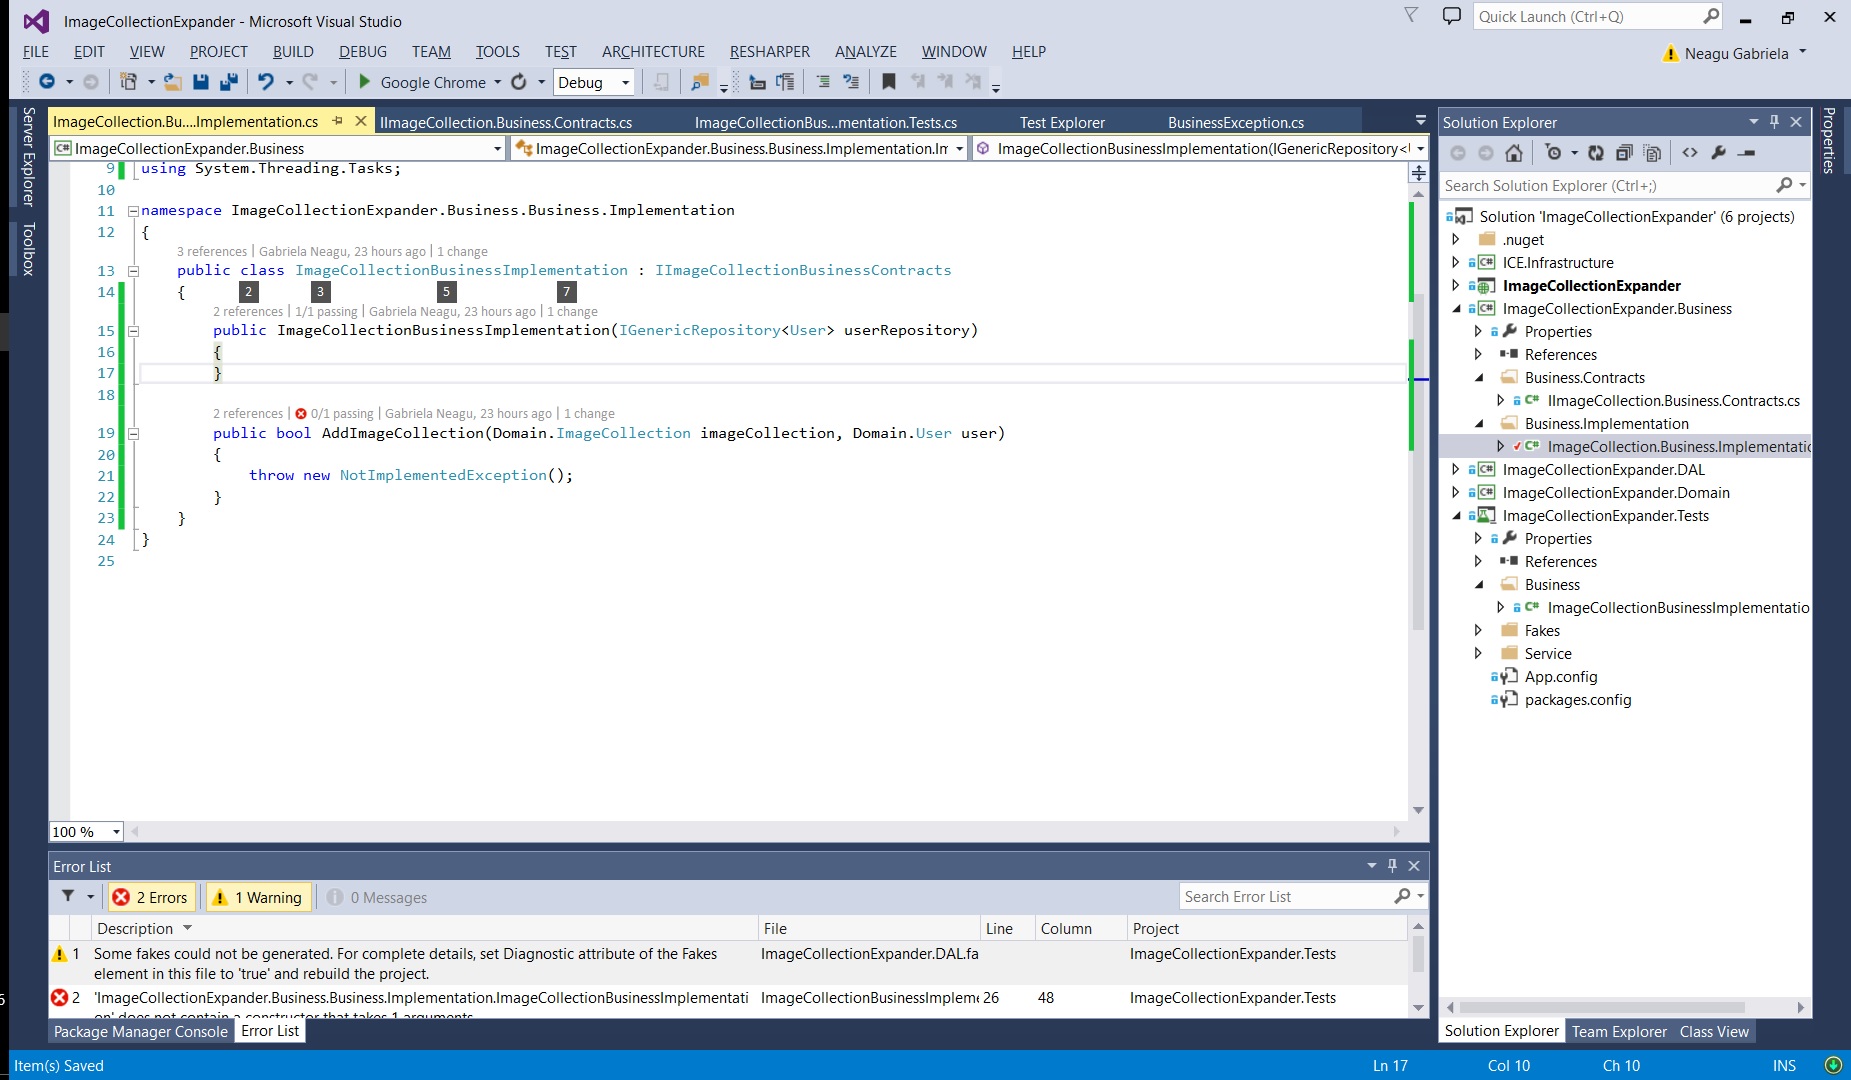 ImageCollectionExpander - Microsoft Visual Studio
Quick Launch (Ctrl+Q)
FILE EDIT VIEW PROJECT BUILD DEBUG TEAM TOOLS TEST ARCHITECTURE RESHARPER ANALYZE WINDOW HELP
Neagu Gabriela
Google Chrome Debug
Server Explorer
Toolbox
ImageCollection.Bu....Implementation.cs IImageCollection.Business.Contracts.cs ImageCollectionBus...mentation.Tests.cs Test Explorer BusinessException.cs
ImageCollectionExpander.Business ImageCollectionExpander.Business.Business.Implementation.Im ImageCollectionBusinessImplementation(IGenericRepository<U
9 using System.Threading.Tasks;
10
11 namespace ImageCollectionExpander.Business.Business.Implementation
12 {
3 references | Gabriela Neagu, 23 hours ago | 1 change
13 public class ImageCollectionBusinessImplementation : IImageCollectionBusinessContracts
14 {
2 3 5 7
2 references | 1/1 passing | Gabriela Neagu, 23 hours ago | 1 change
15 public ImageCollectionBusinessImplementation(IGenericRepository<User> userRepository)
16 {
17 }
18
2 references | 0/1 passing | Gabriela Neagu, 23 hours ago | 1 change
19 public bool AddImageCollection(Domain.ImageCollection imageCollection, Domain.User user)
20 {
21 throw new NotImplementedException();
22 }
23 }
24 }
25
100 %
Error List
2 Errors 1 Warning 0 Messages
Search Error List
Description File Line Column Project
1 Some fakes could not be generated. For complete details, set Diagnostic attribute of the Fakes ImageCollectionExpander.DAL.fa ImageCollectionExpander.Tests
element in this file to 'true' and rebuild the project.
2 'ImageCollectionExpander.Business.Business.Implementation.ImageCollectionBusinessImplementati ImageCollectionBusinessImpleme 26 48 ImageCollectionExpander.Tests
on' does not contain a constructor that takes 1 arguments
Package Manager Console Error List
Solution Explorer
Properties
Search Solution Explorer (Ctrl+;)
Solution 'ImageCollectionExpander' (6 projects)
.nuget
ICE.Infrastructure
ImageCollectionExpander
ImageCollectionExpander.Business
Properties
References
Business.Contracts
IImageCollection.Business.Contracts.cs
Business.Implementation
ImageCollection.Business.Implementatic
ImageCollectionExpander.DAL
ImageCollectionExpander.Domain
ImageCollectionExpander.Tests
Properties
References
Business
ImageCollectionBusinessImplementatio
Fakes
Service
App.config
packages.config
Solution Explorer Team Explorer Class View
Item(s) Saved Ln 17 Col 10 Ch 10 INS